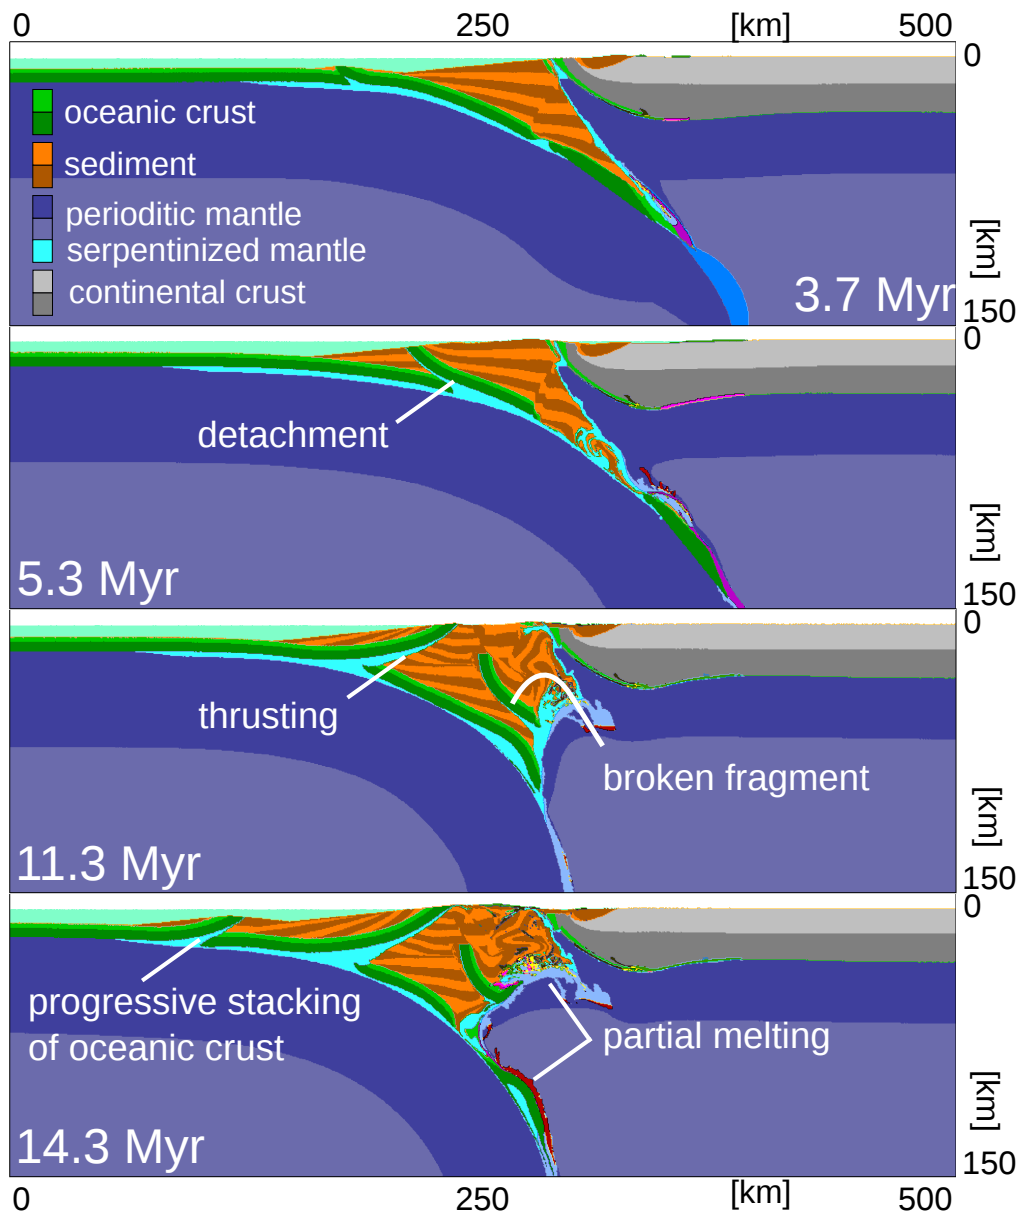 0 250 [km] 500
0
oceanic crust
sediment
perioditic mantle
serpentinized mantle
continental crust
[km]
3.7 Myr
150
0
detachment
[km]
5.3 Myr
150
0
thrusting
broken fragment
[km]
11.3 Myr
150
0
progressive stacking
of oceanic crust
partial melting
[km]
14.3 Myr
150
0 250 [km] 500